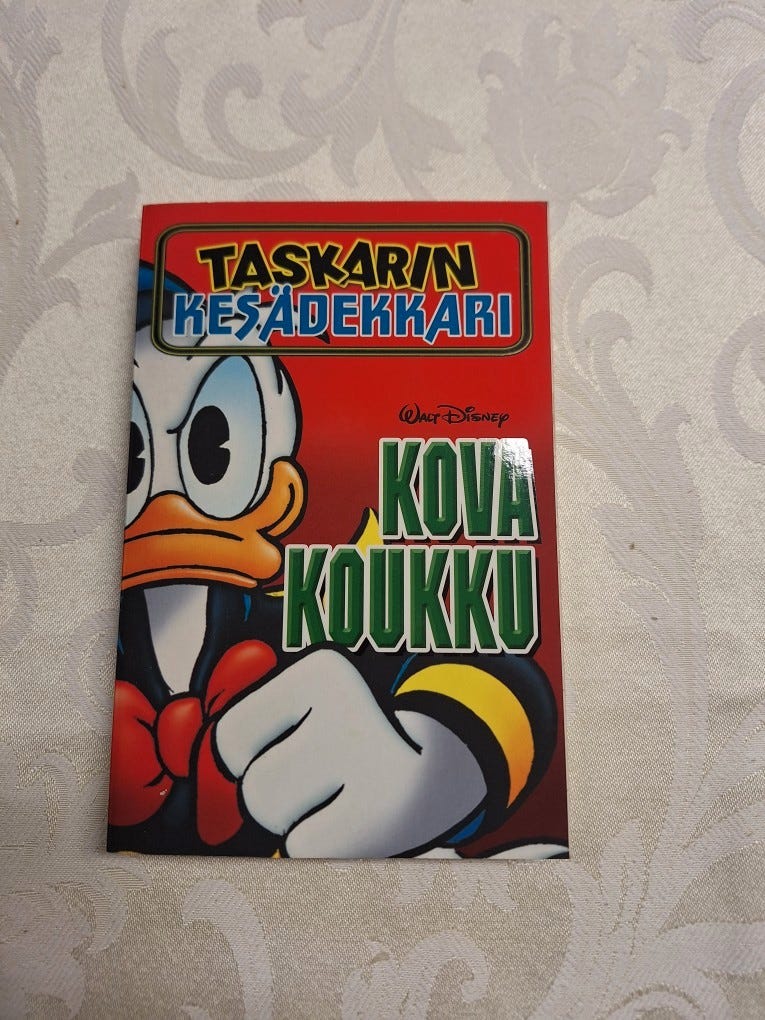 TASKARIN
KESÄDEKKARI
WALT DISNEY
KOVA
KOUKKU